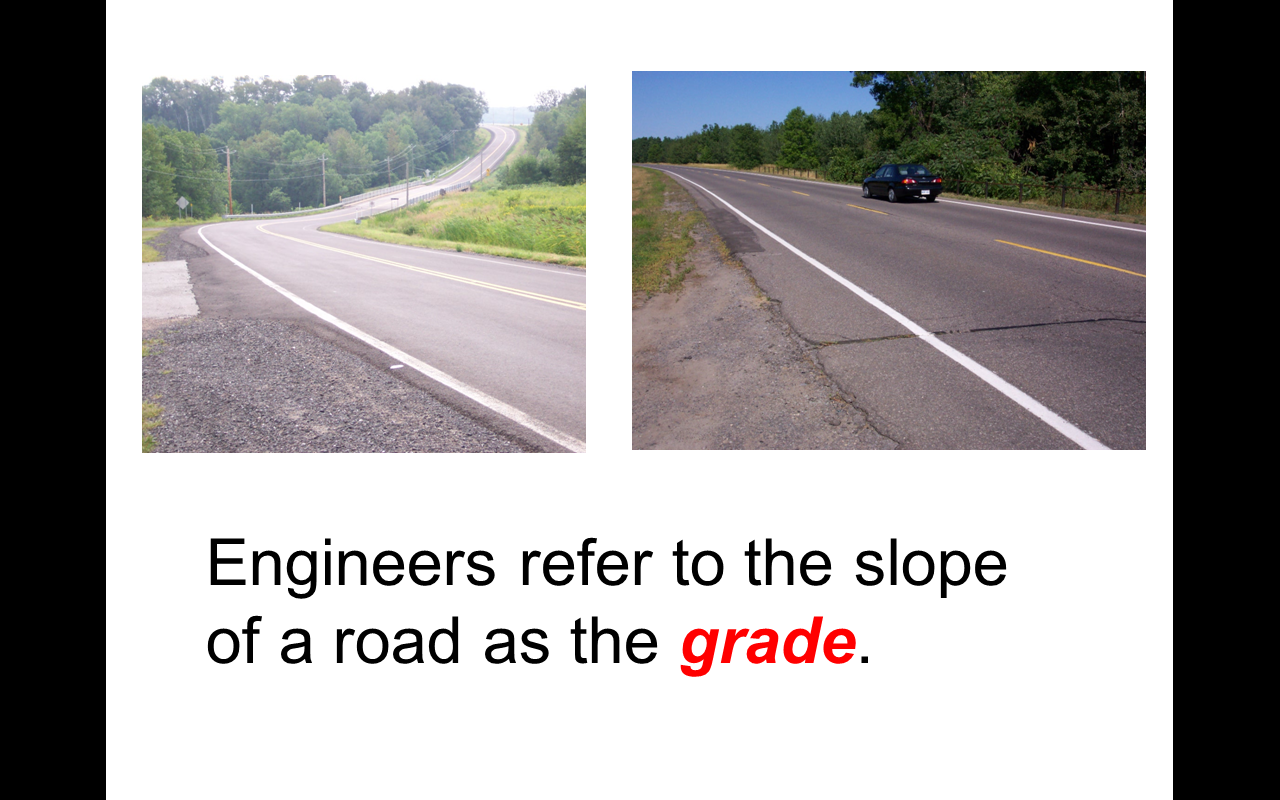 Engineers refer to the slope
of a road as the grade.